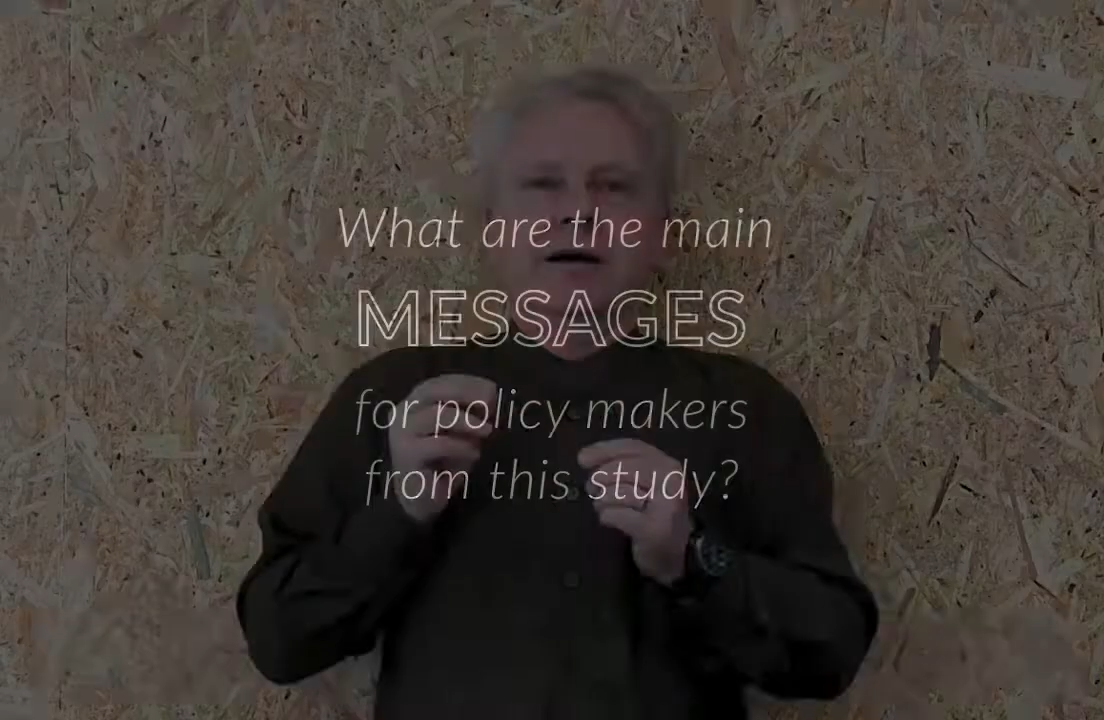 What are the main
MESSAGES
for policy makers
from this study?